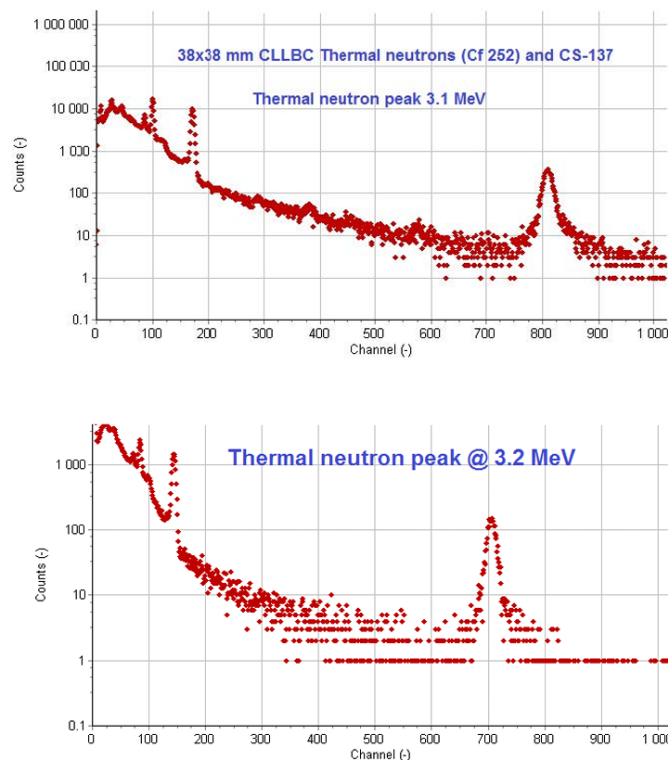 1 000 000
38x38 mm CLLBC Thermal neutrons (Cf 252) and CS-137
100 000
Thermal neutron peak 3.1 MeV
10 000
1 000
100
10
1
0.1
Counts (-)
0 100 200 300 400 500 600 700 800 900 1 000
Channel (-)
Thermal neutron peak @ 3.2 MeV
1 000
100
10
1
0.1
Counts (-)
0 100 200 300 400 500 600 700 800 900 1 000
Channel (-)